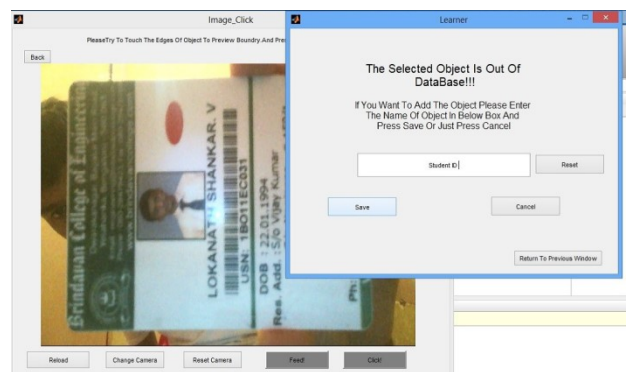 Image_Click
PleaseTry To Touch The Edges Of Object To Preview Boundry.And Pre
Back
Brindavan College of Engineering
LOKANATH SHANKAR. V
USN: 1BO11EC031
DOB : 22.01.1994
Res. Add. : S/o Vijay Kumar
Ph:
Reload
Change Camera
Reset Camera
Feed!
Click!
Learner
The Selected Object Is Out Of
DataBase!!!
If You Want To Add The Object Please Enter
The Name Of Object In Below Box And
Press Save Or Just Press Cancel
Student ID
Reset
Save
Cancel
Return To Previous Window